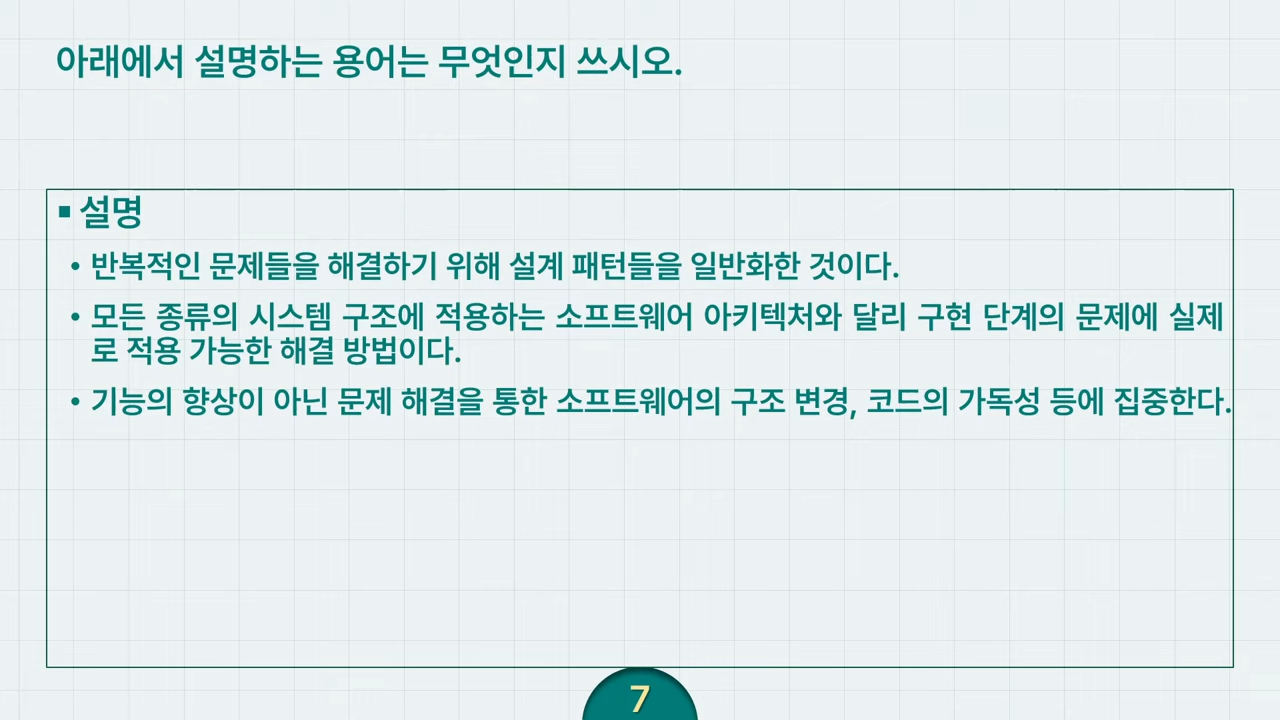 아래에서 설명하는 용어는 무엇인지 쓰시오.
▪ 설명
• 반복적인 문제들을 해결하기 위해 설계 패턴들을 일반화한 것이다.
• 모든 종류의 시스템 구조에 적용하는 소프트웨어 아키텍처와 달리 구현 단계의 문제에 실제
로 적용 가능한 해결 방법이다.
• 기능의 향상이 아닌 문제 해결을 통한 소프트웨어의 구조 변경, 코드의 가독성 등에 집중한다.
7